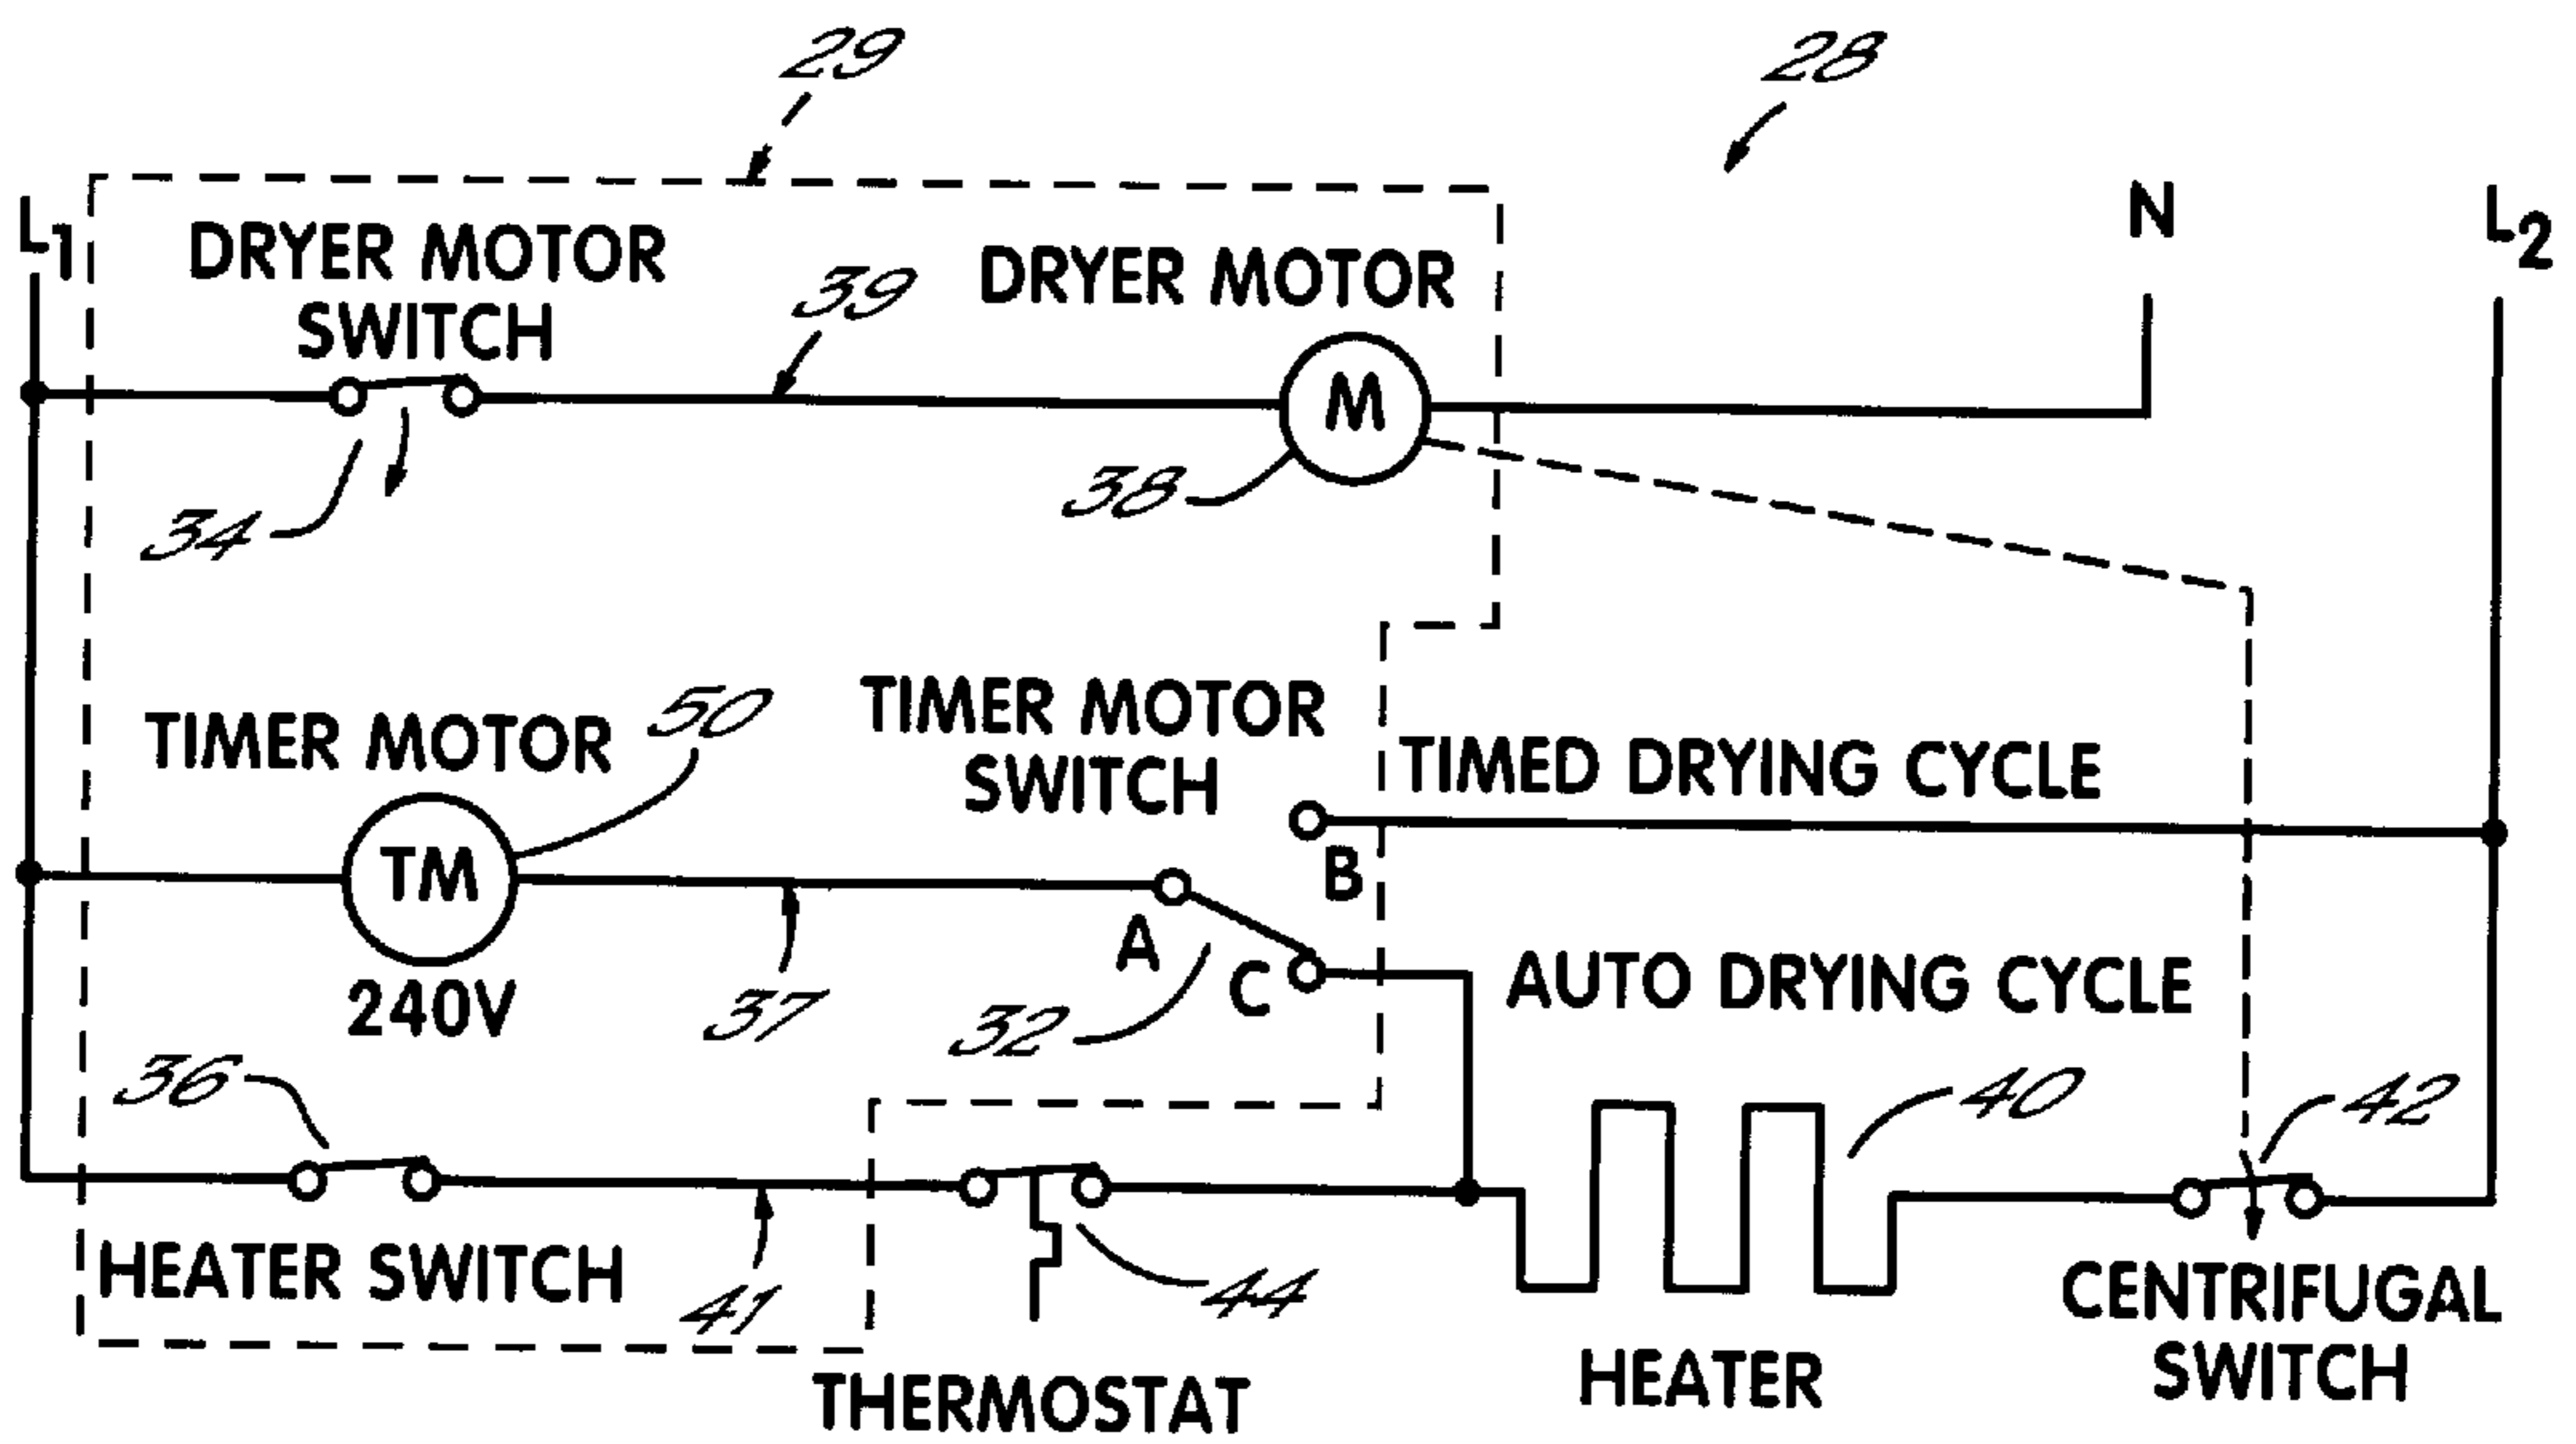 29
28
L1
N
L2
DRYER MOTOR
SWITCH
39
DRYER MOTOR
M
34
38
TIMER MOTOR
50
TIMER MOTOR
SWITCH
TIMED DRYING CYCLE
B
TM
A
C
AUTO DRYING CYCLE
240V
37
32
36
40
42
HEATER SWITCH
41
44
CENTRIFUGAL
SWITCH
THERMOSTAT
HEATER